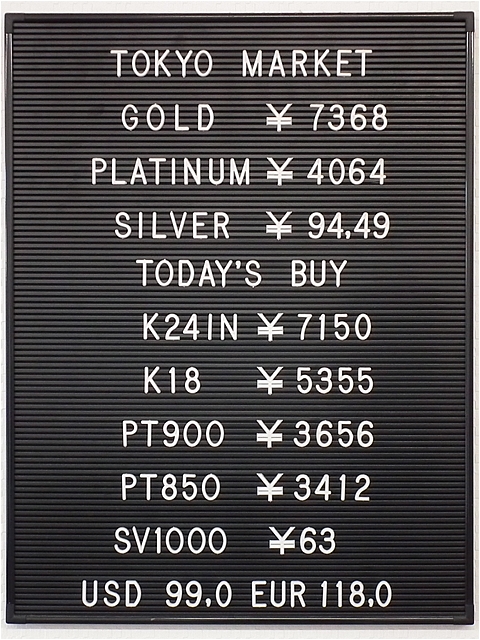 TOKYO MARKET
GOLD ¥ 7368
PLATINUM ¥ 4064
SILVER ¥ 94,49
TODAY'S BUY
K24IN ¥ 7150
K18 ¥ 5355
PT900 ¥ 3656
PT850 ¥ 3412
SV1000 ¥63
USD 99.0 EUR 118.0